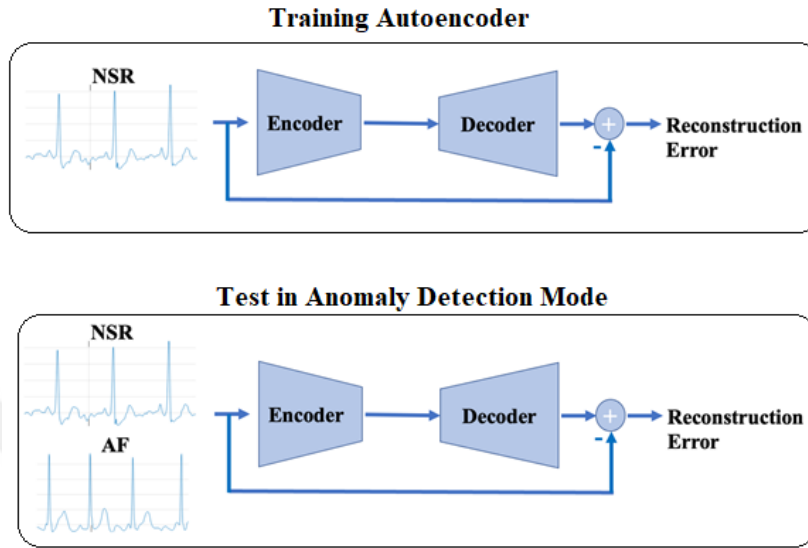 Training Autoencoder
NSR
Encoder
Decoder
+
-
Reconstruction
Error
Test in Anomaly Detection Mode
NSR
AF
Encoder
Decoder
+
-
Reconstruction
Error